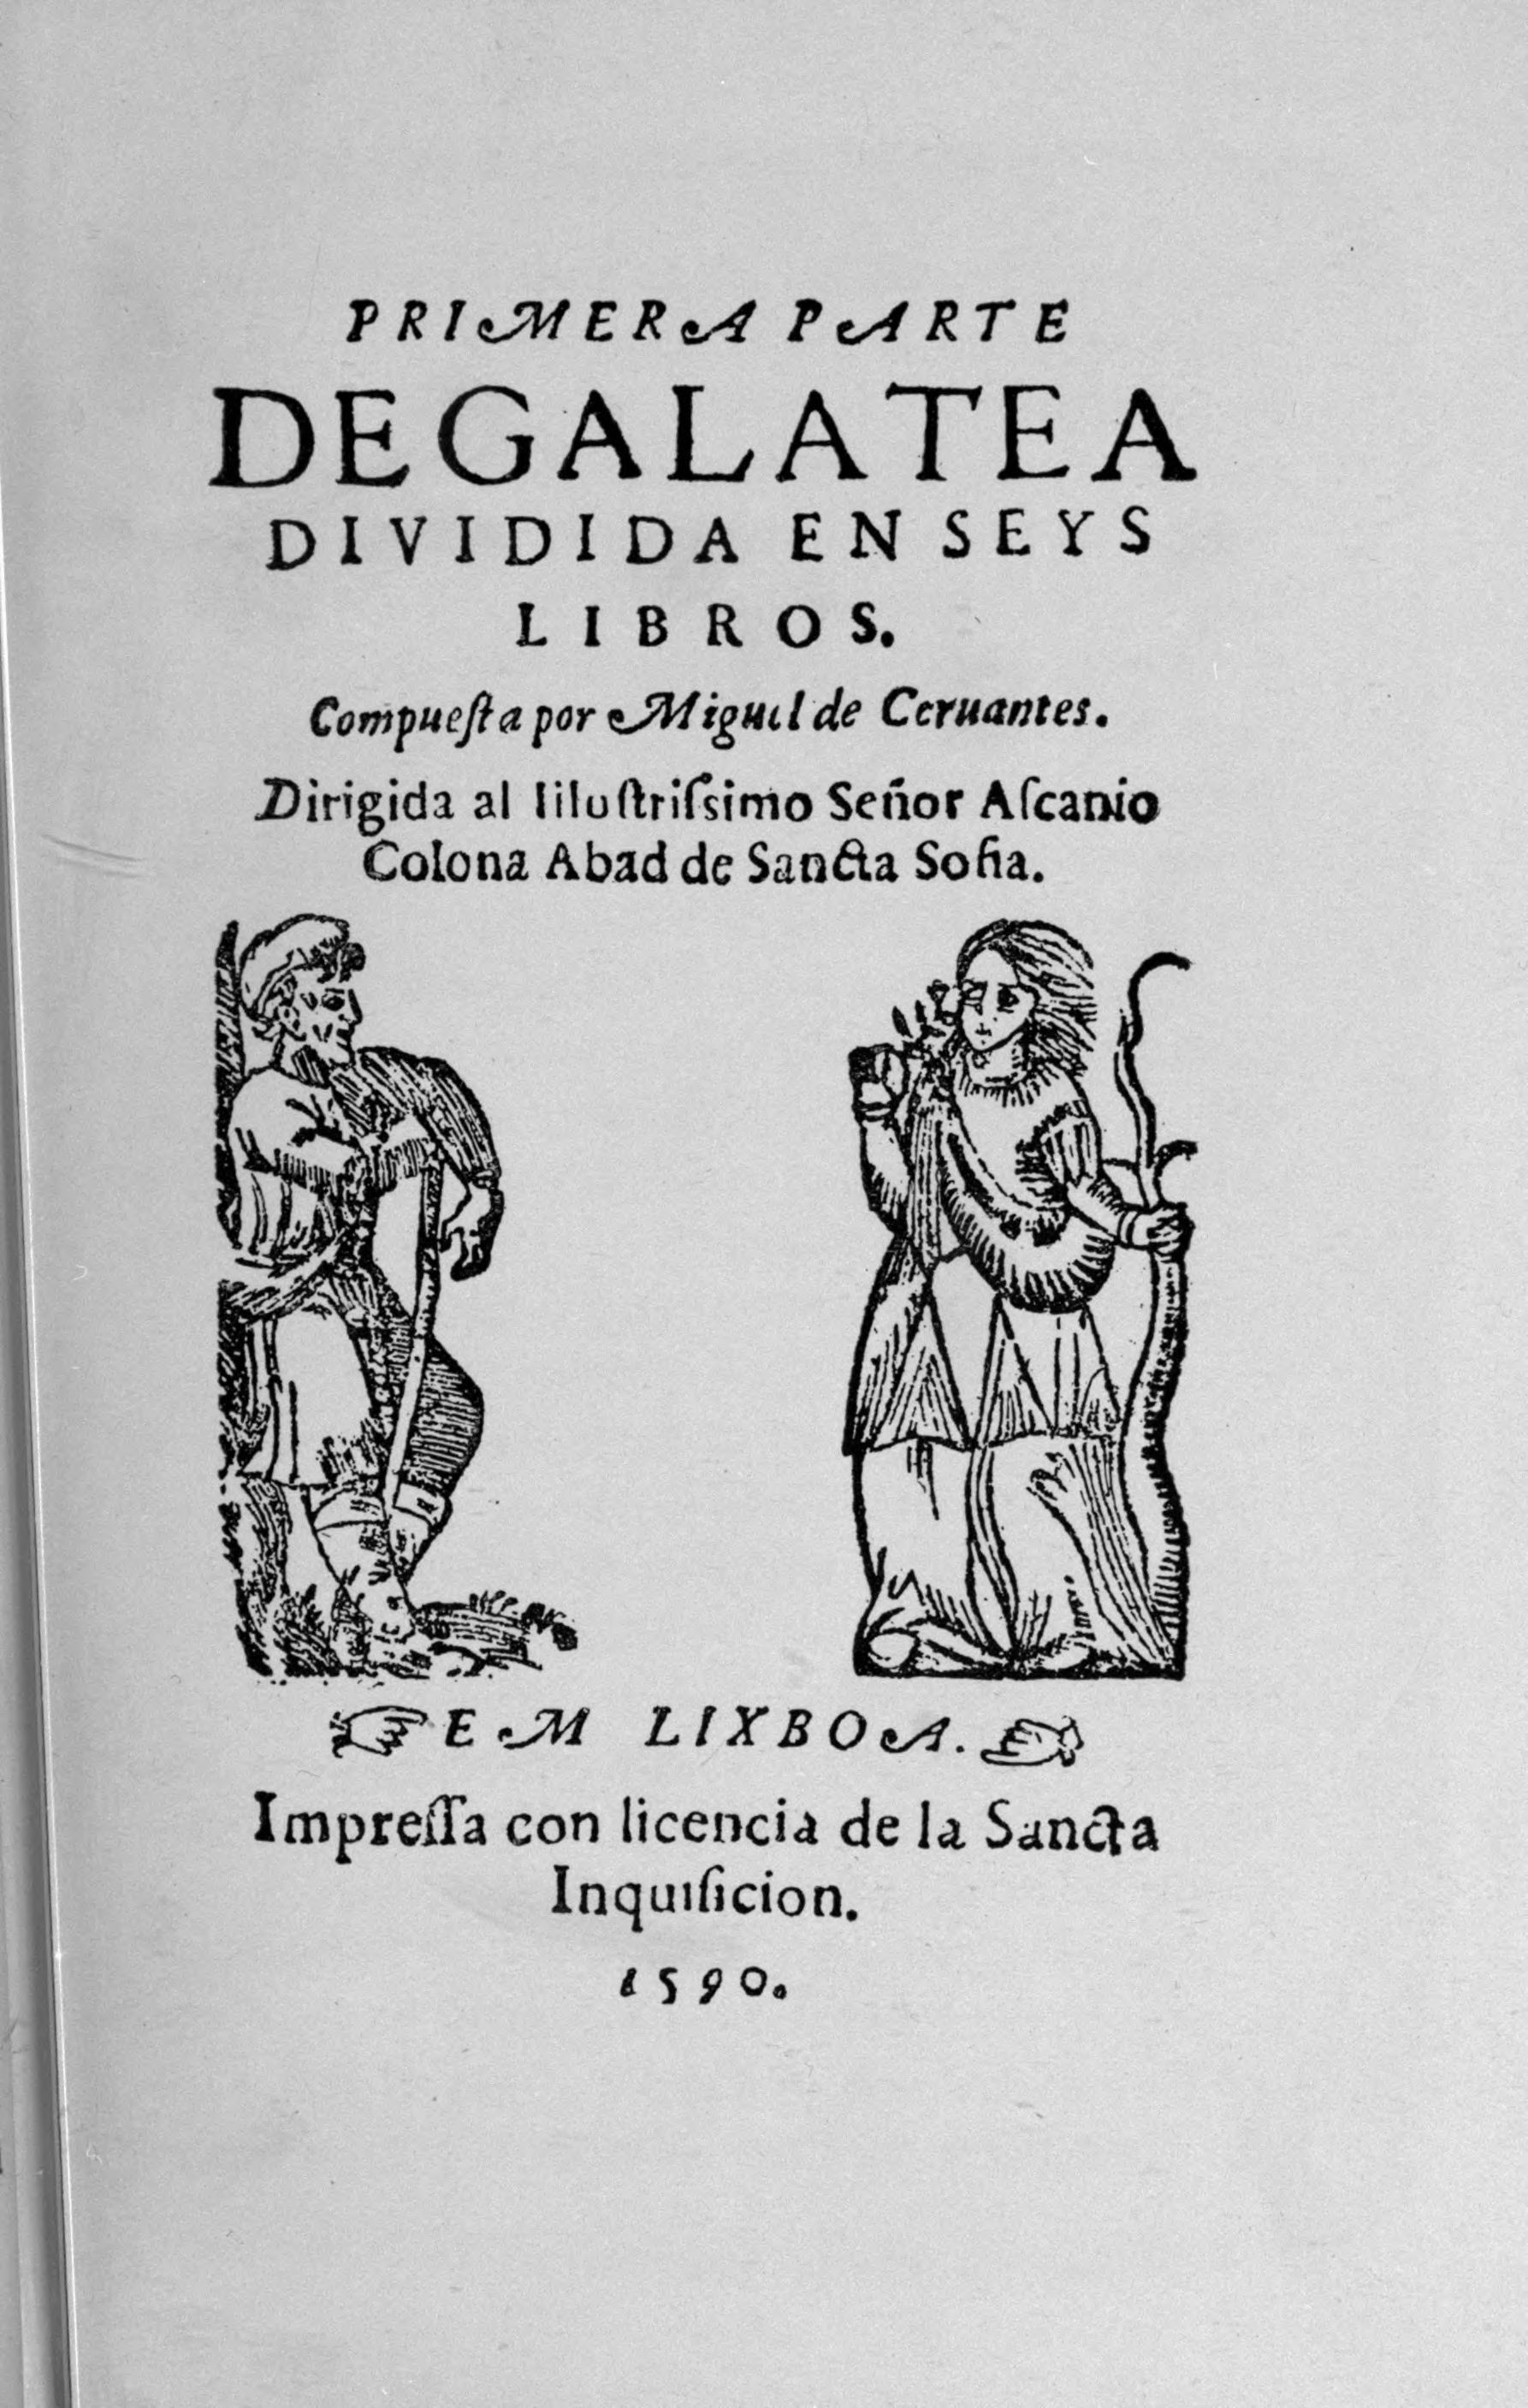 PRIMERA PARTE
DE GALATEA
DIVIDIDA EN SEYS
LIBROS.
Compueſta por Miguel de Ceruantes.
Dirigida al Illuſtriſsimo Señor Aſcanio
Colona Abad de Sancta Sofia.
☞ EM LIXBOA. ☜
Impreſſa con licencia de la Sancta
Inquiſicion.
1590.